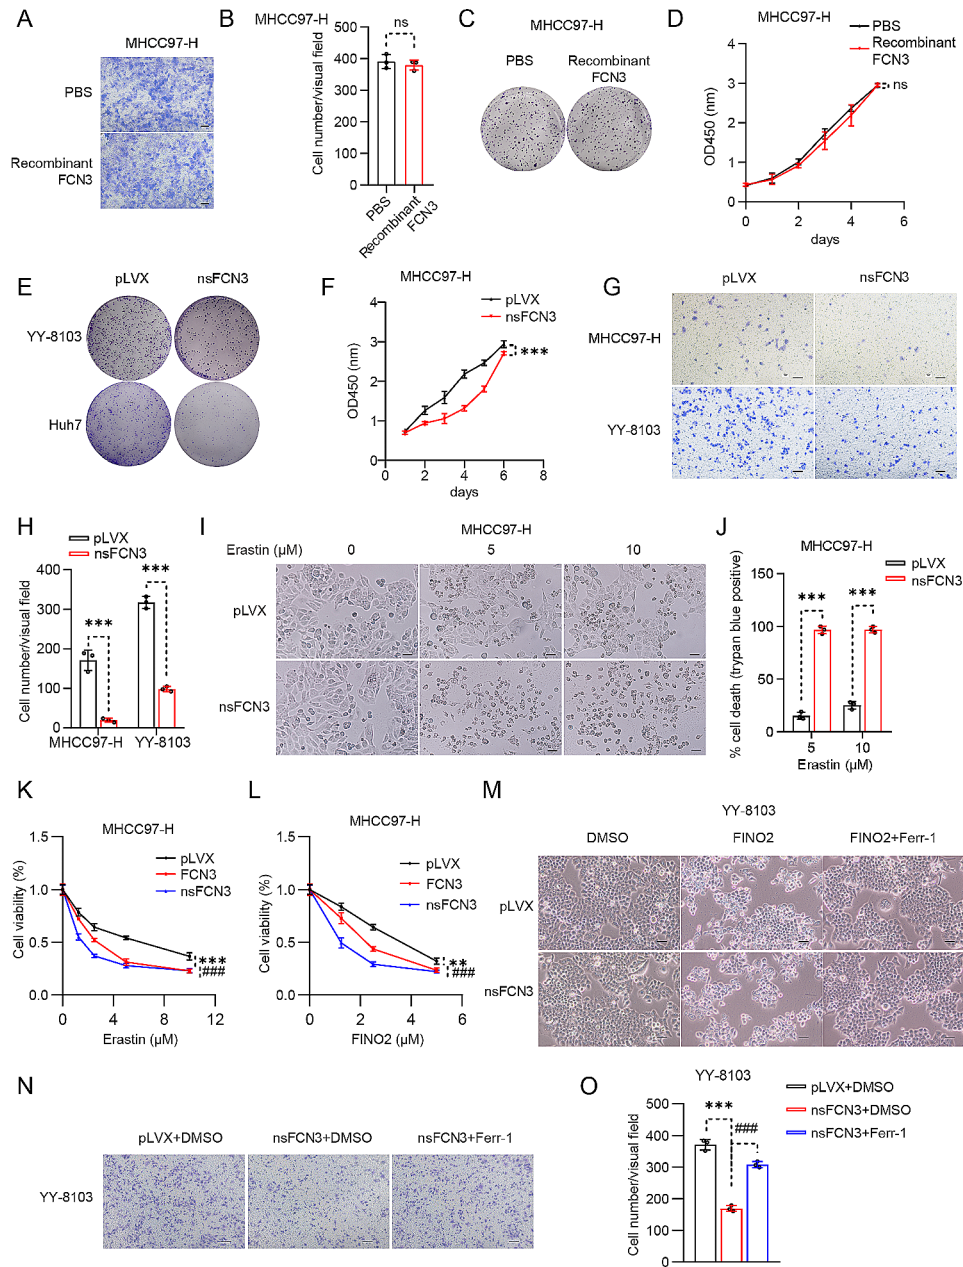 A
MHCC97-H
PBS
Recombinant
FCN3
B
MHCC97-H
ns
Cell number/visual field
500
400
300
200
100
0
PBS
Recombinant
FCN3
C
MHCC97-H
PBS
Recombinant
FCN3
D
MHCC97-H
PBS
Recombinant
FCN3
OD450 (nm)
4
3
2
1
0
ns
0
2
4
6
days
E
pLVX
nsFCN3
YY-8103
Huh7
F
MHCC97-H
pLVX
nsFCN3
OD450 (nm)
4
3
2
1
0
***
0
2
4
6
8
days
G
pLVX
nsFCN3
MHCC97-H
YY-8103
H
pLVX
nsFCN3
Cell number/visual field
400
300
200
100
0
***
***
MHCC97-H
YY-8103
I
MHCC97-H
Erastin (μM)
0
5
10
pLVX
nsFCN3
J
MHCC97-H
pLVX
nsFCN3
% cell death (trypan blue positive)
150
100
50
0
***
***
5
10
Erastin (μM)
K
MHCC97-H
pLVX
FCN3
nsFCN3
Cell viability (%)
1.5
1.0
0.5
0.0
***
###
0
4
8
12
Erastin (μM)
L
MHCC97-H
pLVX
FCN3
nsFCN3
Cell viability (%)
1.5
1.0
0.5
0.0
**
###
0
2
4
6
FINO2 (μM)
M
YY-8103
DMSO
FINO2
FINO2+Ferr-1
pLVX
nsFCN3
N
pLVX+DMSO
nsFCN3+DMSO
nsFCN3+Ferr-1
YY-8103
O
YY-8103
pLVX+DMSO
nsFCN3+DMSO
nsFCN3+Ferr-1
Cell number/visual field
500
400
300
200
100
0
***
###